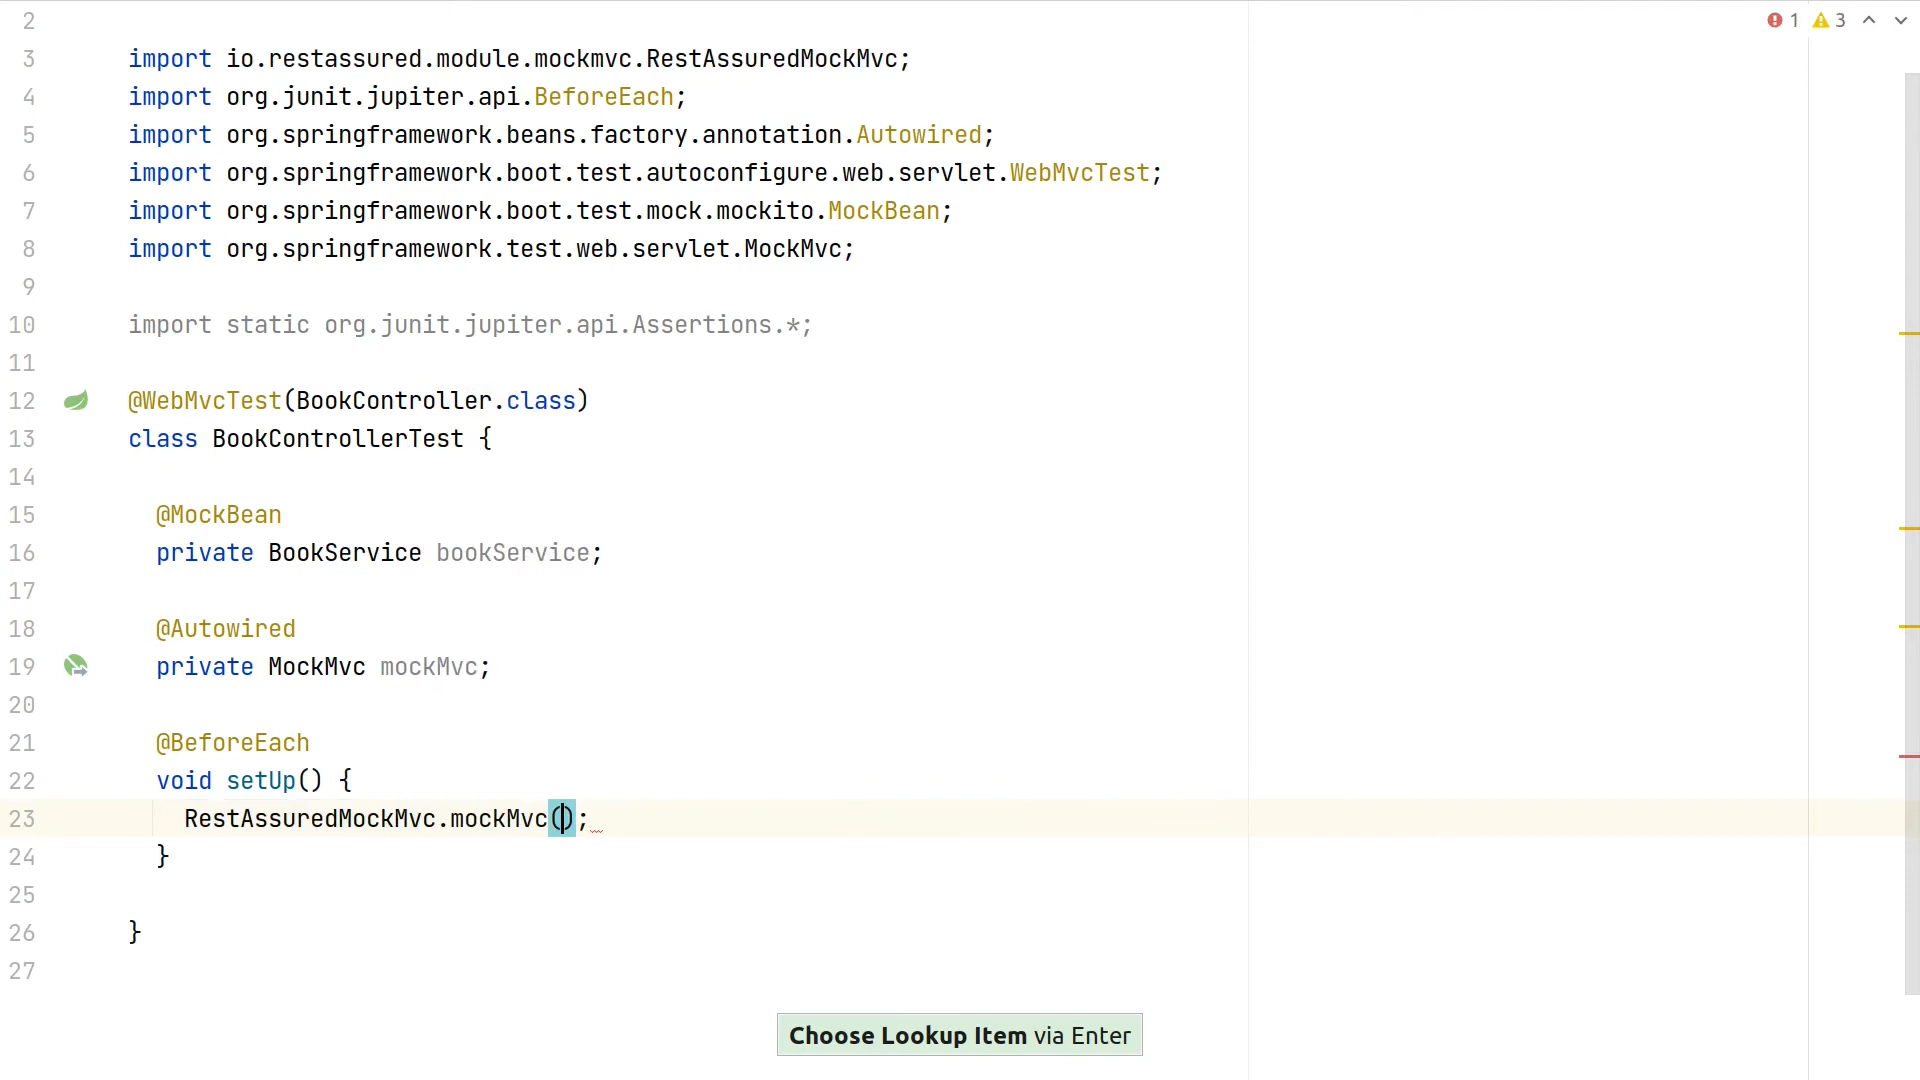 2
1 3
3 import io.restassured.module.mockmvc.RestAssuredMockMvc;
4 import org.junit.jupiter.api.BeforeEach;
5 import org.springframework.beans.factory.annotation.Autowired;
6 import org.springframework.boot.test.autoconfigure.web.servlet.WebMvcTest;
7 import org.springframework.boot.test.mock.mockito.MockBean;
8 import org.springframework.test.web.servlet.MockMvc;
9
10 import static org.junit.jupiter.api.Assertions.*;
11
12 @WebMvcTest(BookController.class)
13 class BookControllerTest {
14
15 @MockBean
16 private BookService bookService;
17
18 @Autowired
19 private MockMvc mockMvc;
20
21 @BeforeEach
22 void setUp() {
23 RestAssuredMockMvc.mockMvc();
24 }
25
26 }
27
Choose Lookup Item via Enter